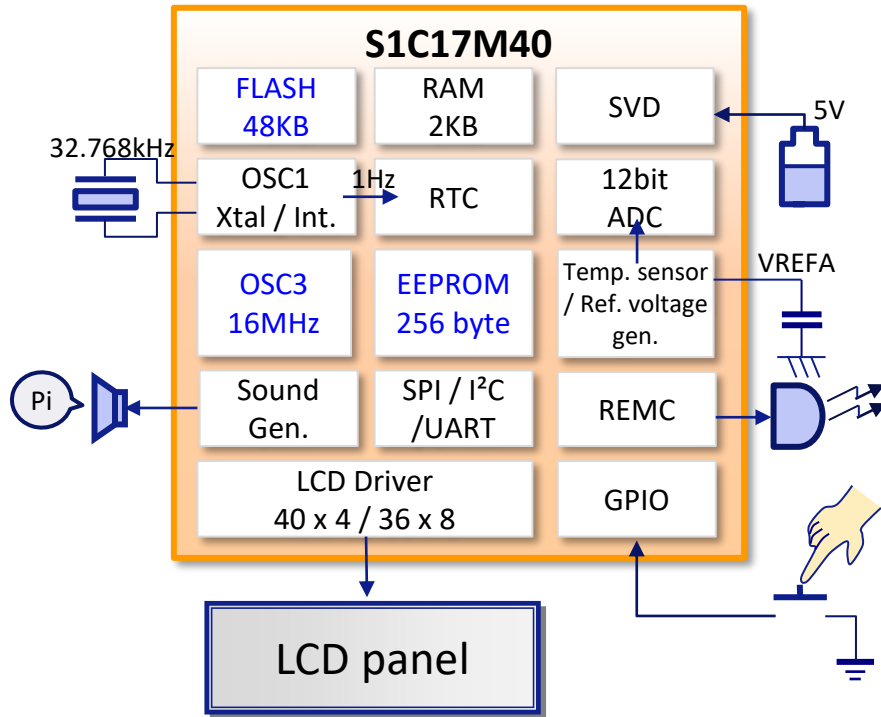 S1C17M40
FLASH
48KB
RAM
2KB
SVD
5V
32.768kHz
OSC1
Xtal / Int.
1Hz
RTC
12bit
ADC
OSC3
16MHz
EEPROM
256 byte
Temp. sensor
/ Ref. voltage
gen.
VREFA
Pi
Sound
Gen.
SPI / I²C
/UART
REMC
LCD Driver
40 x 4 / 36 x 8
GPIO
LCD panel